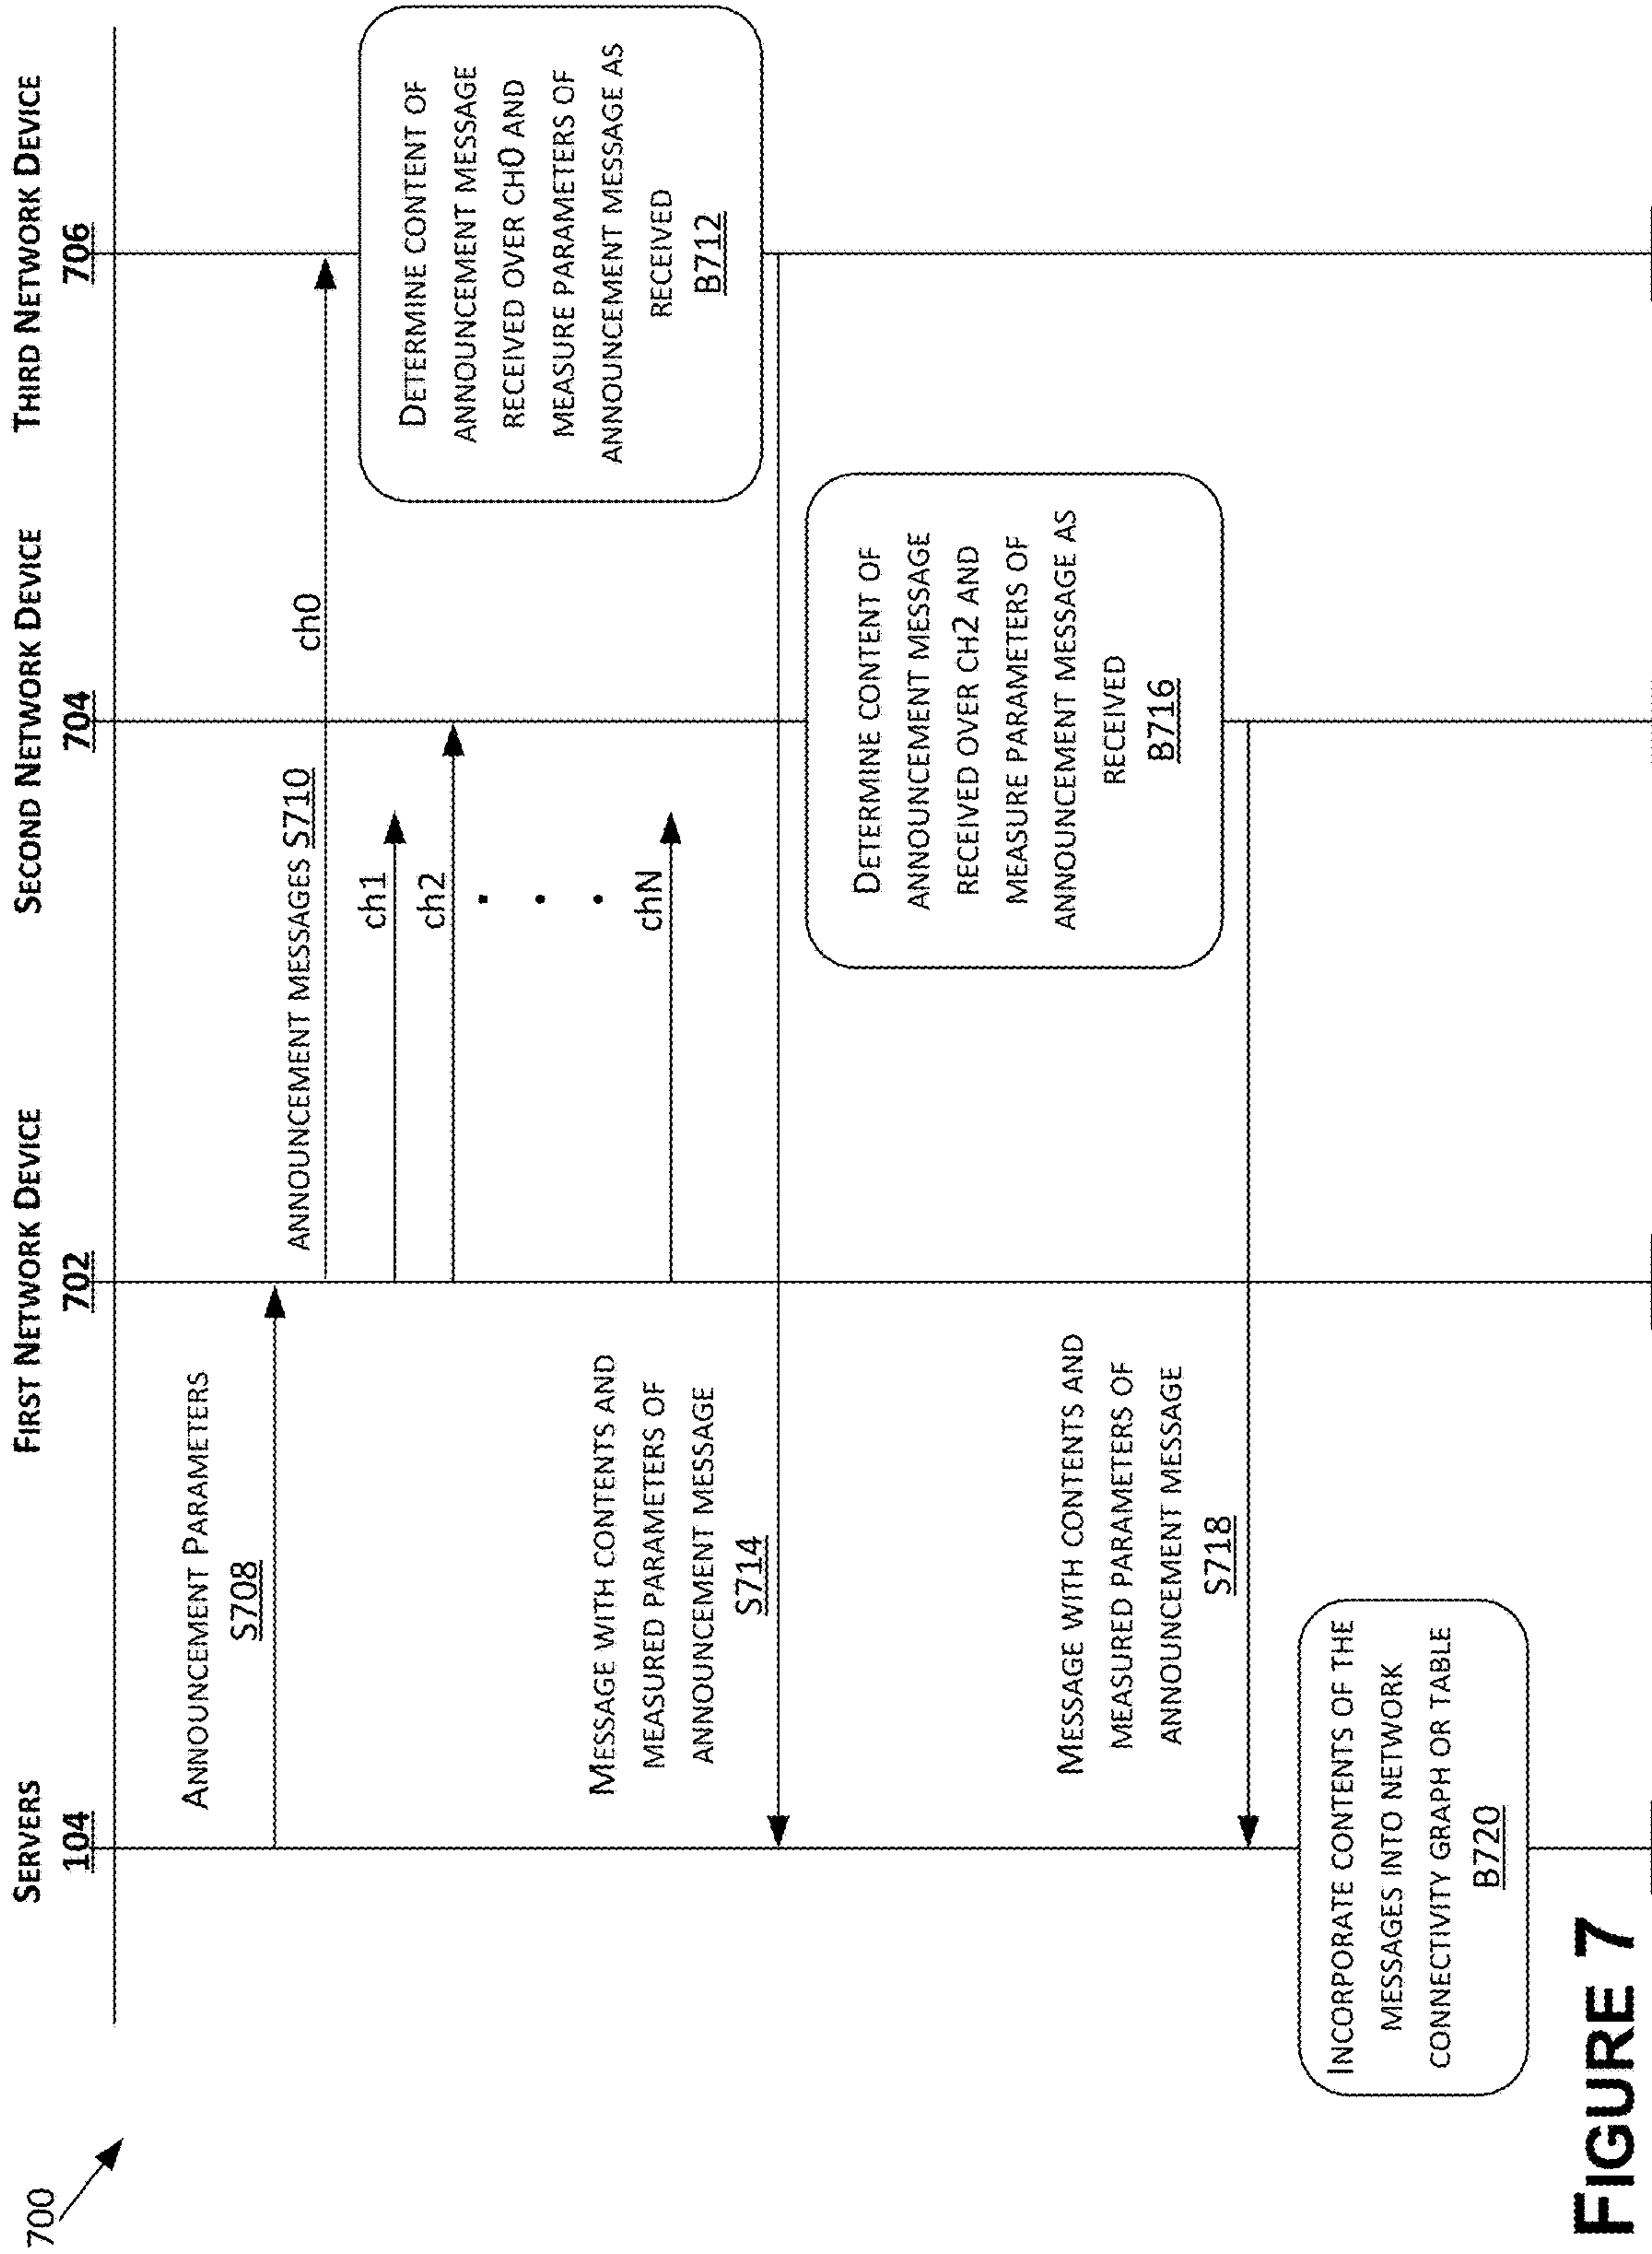 700
SERVERS
104
FIRST NETWORK DEVICE
702
SECOND NETWORK DEVICE
704
THIRD NETWORK DEVICE
706
ANNOUNCEMENT PARAMETERS
S708
ANNOUNCEMENT MESSAGES S710
ch0
ch1
ch2
chN
DETERMINE CONTENT OF
ANNOUNCEMENT MESSAGE
RECEIVED OVER CH0 AND
MEASURE PARAMETERS OF
ANNOUNCEMENT MESSAGE AS
RECEIVED
B712
MESSAGE WITH CONTENTS AND
MEASURED PARAMETERS OF
ANNOUNCEMENT MESSAGE
S714
DETERMINE CONTENT OF
ANNOUNCEMENT MESSAGE
RECEIVED OVER CH2 AND
MEASURE PARAMETERS OF
ANNOUNCEMENT MESSAGE AS
RECEIVED
B716
MESSAGE WITH CONTENTS AND
MEASURED PARAMETERS OF
ANNOUNCEMENT MESSAGE
S718
INCORPORATE CONTENTS OF THE
MESSAGES INTO NETWORK
CONNECTIVITY GRAPH OR TABLE
B720
FIGURE 7